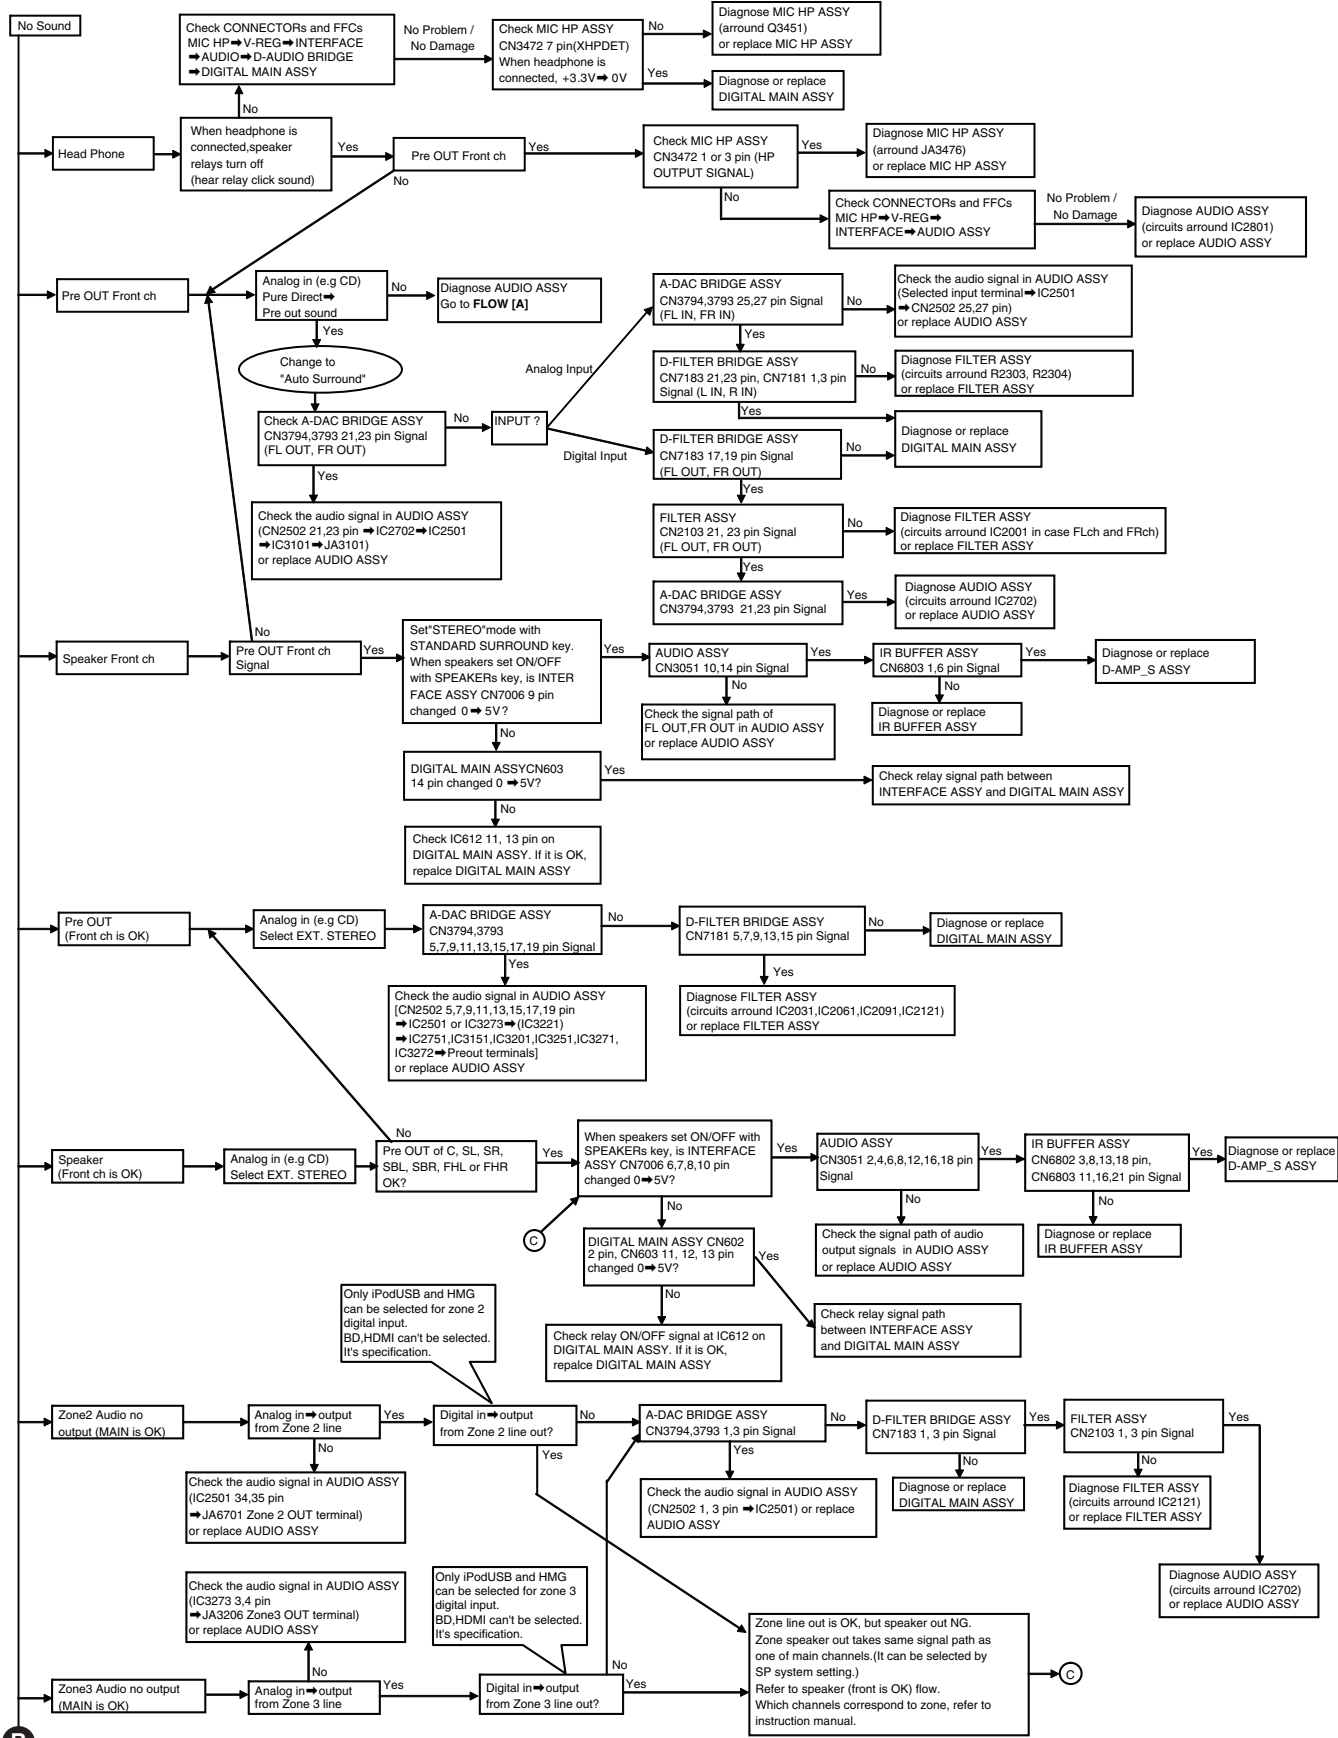 No Sound
Check CONNECTORs and FFCs
MIC HP➡V-REG➡INTERFACE
➡AUDIO➡D-AUDIO BRIDGE
➡DIGITAL MAIN ASSY
No Problem /
No Damage
Check MIC HP ASSY
CN3472 7 pin(XHPDET)
When headphone is
connected, +3.3V➡0V
No
Diagnose MIC HP ASSY
(arround Q3451)
or replace MIC HP ASSY
Yes
Diagnose or replace
DIGITAL MAIN ASSY
No
Head Phone
When headphone is
connected,speaker
relays turn off
(hear relay click sound)
Yes
Pre OUT Front ch
Yes
No
Check MIC HP ASSY
CN3472 1 or 3 pin (HP
OUTPUT SIGNAL)
Yes
Diagnose MIC HP ASSY
(arround JA3476)
or replace MIC HP ASSY
No
Check CONNECTORs and FFCs
MIC HP➡V-REG➡
INTERFACE➡AUDIO ASSY
No Problem /
No Damage
Diagnose AUDIO ASSY
(circuits arround IC2801)
or replace AUDIO ASSY
Pre OUT Front ch
Analog in (e.g CD)
Pure Direct➡
Pre out sound
No
Diagnose AUDIO ASSY
Go to FLOW [A]
Yes
Change to
"Auto Surround"
Check A-DAC BRIDGE ASSY
CN3794,3793 21,23 pin Signal
(FL OUT, FR OUT)
No
INPUT ?
Analog Input
Digital Input
Yes
Check the audio signal in AUDIO ASSY
(CN2502 21,23 pin ➡IC2702➡IC2501
➡IC3101➡JA3101)
or replace AUDIO ASSY
A-DAC BRIDGE ASSY
CN3794,3793 25,27 pin Signal
(FL IN, FR IN)
No
Check the audio signal in AUDIO ASSY
(Selected input terminal➡IC2501
➡CN2502 25,27 pin)
or replace AUDIO ASSY
Yes
D-FILTER BRIDGE ASSY
CN7183 21,23 pin, CN7181 1,3 pin
Signal (L IN, R IN)
No
Diagnose FILTER ASSY
(circuits arround R2303, R2304)
or replace FILTER ASSY
Yes
Diagnose or replace
DIGITAL MAIN ASSY
D-FILTER BRIDGE ASSY
CN7183 17,19 pin Signal
(FL OUT, FR OUT)
No
Yes
FILTER ASSY
CN2103 21, 23 pin Signal
(FL OUT, FR OUT)
No
Diagnose FILTER ASSY
(circuits arround IC2001 in case FLch and FRch)
or replace FILTER ASSY
Yes
A-DAC BRIDGE ASSY
CN3794,3793  21,23 pin Signal
Yes
Diagnose AUDIO ASSY
(circuits arround IC2702)
or replace AUDIO ASSY
Speaker Front ch
No
Pre OUT Front ch
Signal
Yes
Set"STEREO"mode with
STANDARD SURROUND key.
When speakers set ON/OFF
with SPEAKERs key, is INTER
FACE ASSY CN7006 9 pin
changed 0➡5V?
Yes
AUDIO ASSY
CN3051 10,14 pin Signal
Yes
IR BUFFER ASSY
CN6803 1,6 pin Signal
Yes
Diagnose or replace
D-AMP_S ASSY
No
Check the signal path of
FL OUT,FR OUT in AUDIO ASSY
or replace AUDIO ASSY
No
Diagnose or replace
IR BUFFER ASSY
No
DIGITAL MAIN ASSYCN603
14 pin changed 0 ➡5V?
Yes
Check relay signal path between
INTERFACE ASSY and DIGITAL MAIN ASSY
No
Check IC612 11, 13 pin on
DIGITAL MAIN ASSY. If it is OK,
repalce DIGITAL MAIN ASSY
Pre OUT
(Front ch is OK)
Analog in (e.g CD)
Select EXT. STEREO
A-DAC BRIDGE ASSY
CN3794,3793
5,7,9,11,13,15,17,19 pin Signal
No
D-FILTER BRIDGE ASSY
CN7181 5,7,9,13,15 pin Signal
No
Diagnose or replace
DIGITAL MAIN ASSY
Yes
Check the audio signal in AUDIO ASSY
[CN2502 5,7,9,11,13,15,17,19 pin
➡IC2501 or IC3273➡(IC3221)
➡IC2751,IC3151,IC3201,IC3251,IC3271,
IC3272➡Preout terminals]
or replace AUDIO ASSY
Yes
Diagnose FILTER ASSY
(circuits arround IC2031,IC2061,IC2091,IC2121)
or replace FILTER ASSY
Speaker
(Front ch is OK)
Analog in (e.g CD)
Select EXT. STEREO
No
Pre OUT of C, SL, SR,
SBL, SBR, FHL or FHR
OK?
Yes
When speakers set ON/OFF with
SPEAKERs key, is INTERFACE
ASSY CN7006 6,7,8,10 pin
changed 0➡5V?
Yes
AUDIO ASSY
CN3051 2,4,6,8,12,16,18 pin
Signal
Yes
IR BUFFER ASSY
CN6802 3,8,13,18 pin,
CN6803 11,16,21 pin Signal
Yes
Diagnose or replace
D-AMP_S ASSY
C
No
DIGITAL MAIN ASSY CN602
2 pin, CN603 11, 12, 13 pin
changed 0➡5V?
Yes
No
Check the signal path of audio
output signals  in AUDIO ASSY
or replace AUDIO ASSY
No
Diagnose or replace
IR BUFFER ASSY
No
Check relay ON/OFF signal at IC612 on
DIGITAL MAIN ASSY. If it is OK,
repalce DIGITAL MAIN ASSY
Check relay signal path
between INTERFACE ASSY
and DIGITAL MAIN ASSY
Only iPodUSB and HMG
can be selected for zone 2
digital input.
BD,HDMI can't be selected.
It's specification.
Zone2 Audio no
output (MAIN is OK)
Analog in➡output
from Zone 2 line
Yes
Digital in➡output
from Zone 2 line out?
No
A-DAC BRIDGE ASSY
CN3794,3793 1,3 pin Signal
No
D-FILTER BRIDGE ASSY
CN7183 1, 3 pin Signal
Yes
FILTER ASSY
CN2103 1, 3 pin Signal
Yes
No
Check the audio signal in AUDIO ASSY
(IC2501 34,35 pin
➡JA6701 Zone 2 OUT terminal)
or replace AUDIO ASSY
Yes
Yes
Check the audio signal in AUDIO ASSY
(CN2502 1, 3 pin ➡IC2501) or replace
AUDIO ASSY
No
Diagnose or replace
DIGITAL MAIN ASSY
No
Diagnose FILTER ASSY
(circuits arround IC2121)
or replace FILTER ASSY
Diagnose AUDIO ASSY
(circuits arround IC2702)
or replace AUDIO ASSY
Check the audio signal in AUDIO ASSY
(IC3273 3,4 pin
➡JA3206 Zone3 OUT terminal)
or replace AUDIO ASSY
Only iPodUSB and HMG
can be selected for zone 3
digital input.
BD,HDMI can't be selected.
It's specification.
No
Zone3 Audio no output
(MAIN is OK)
Analog in➡output
from Zone 3 line
Yes
Digital in➡output
from Zone 3 line out?
No
Yes
Zone line out is OK, but speaker out NG.
Zone speaker out takes same signal path as
one of main channels.(It can be selected by
SP system setting.)
Refer to speaker (front is OK) flow.
Which channels correspond to zone, refer to
instruction manual.
C